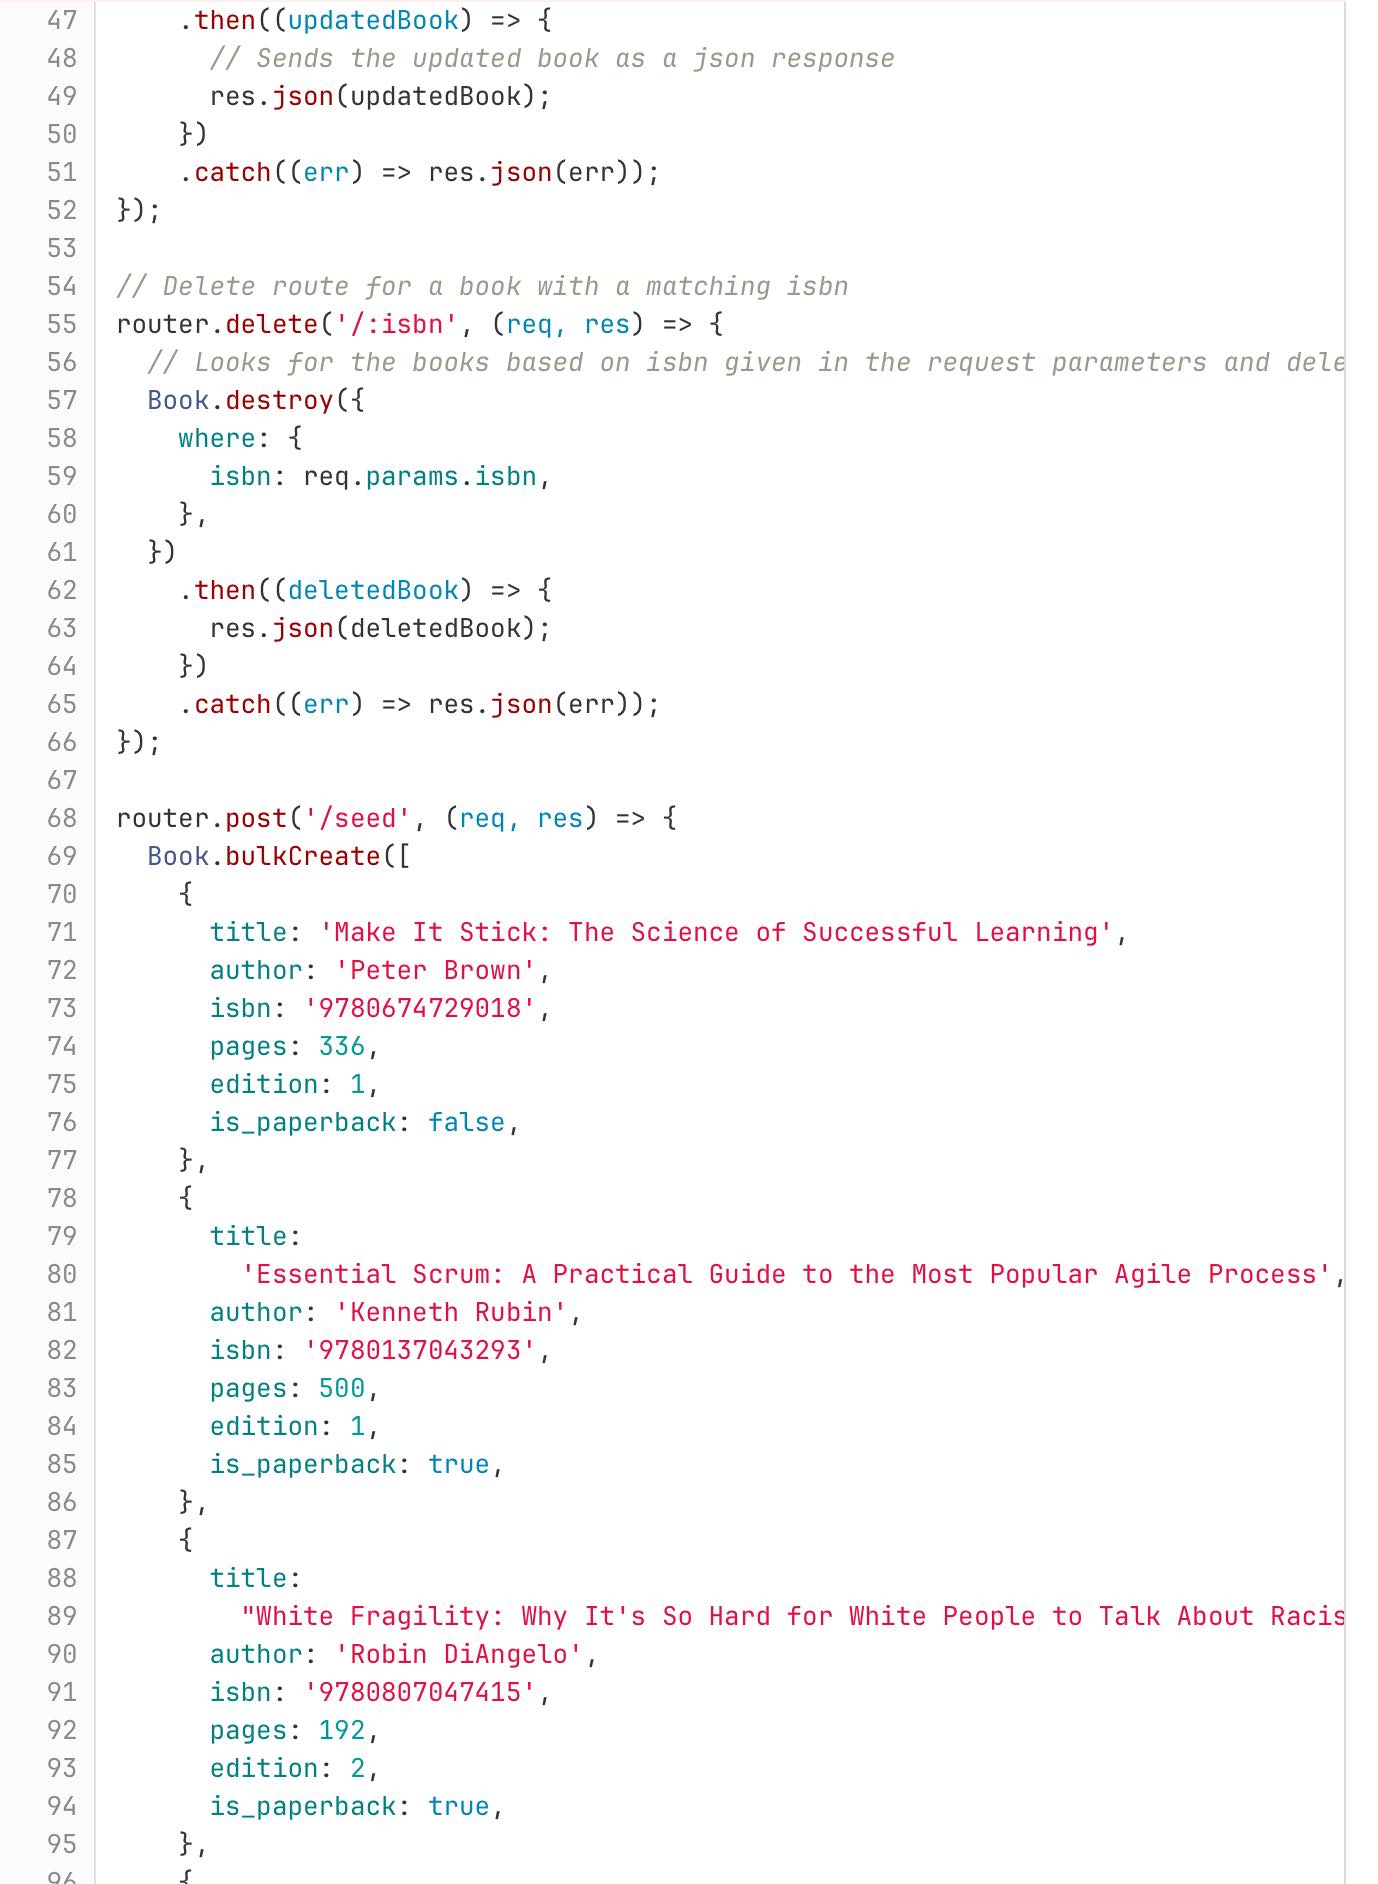 47 .then((updatedBook) => {
48 // Sends the updated book as a json response
49 res.json(updatedBook);
50 })
51 .catch((err) => res.json(err));
52 });
53
54 // Delete route for a book with a matching isbn
55 router.delete('/:isbn', (req, res) => {
56 // Looks for the books based on isbn given in the request parameters and dele
57 Book.destroy({
58 where: {
59 isbn: req.params.isbn,
60 },
61 })
62 .then((deletedBook) => {
63 res.json(deletedBook);
64 })
65 .catch((err) => res.json(err));
66 });
67
68 router.post('/seed', (req, res) => {
69 Book.bulkCreate([
70 {
71 title: 'Make It Stick: The Science of Successful Learning',
72 author: 'Peter Brown',
73 isbn: '9780674729018',
74 pages: 336,
75 edition: 1,
76 is_paperback: false,
77 },
78 {
79 title:
80 'Essential Scrum: A Practical Guide to the Most Popular Agile Process',
81 author: 'Kenneth Rubin',
82 isbn: '9780137043293',
83 pages: 500,
84 edition: 1,
85 is_paperback: true,
86 },
87 {
88 title:
89 "White Fragility: Why It's So Hard for White People to Talk About Racis
90 author: 'Robin DiAngelo',
91 isbn: '9780807047415',
92 pages: 192,
93 edition: 2,
94 is_paperback: true,
95 },
96 {